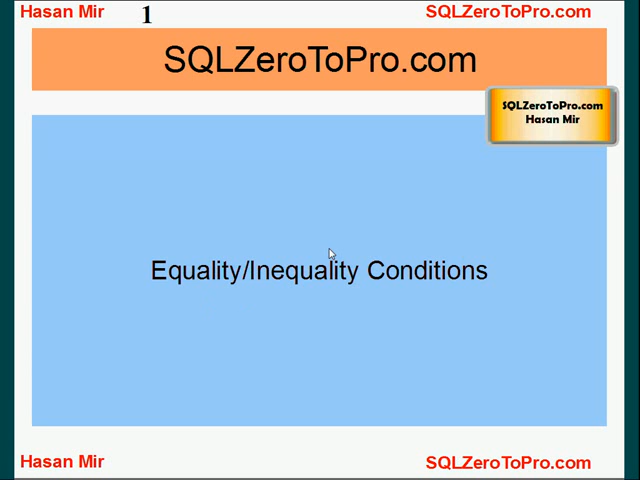 Hasan Mir 1 SQLZeroToPro.com
SQLZeroToPro.com
SQLZeroToPro.com
Hasan Mir
Equality/Inequality Conditions
Hasan Mir SQLZeroToPro.com